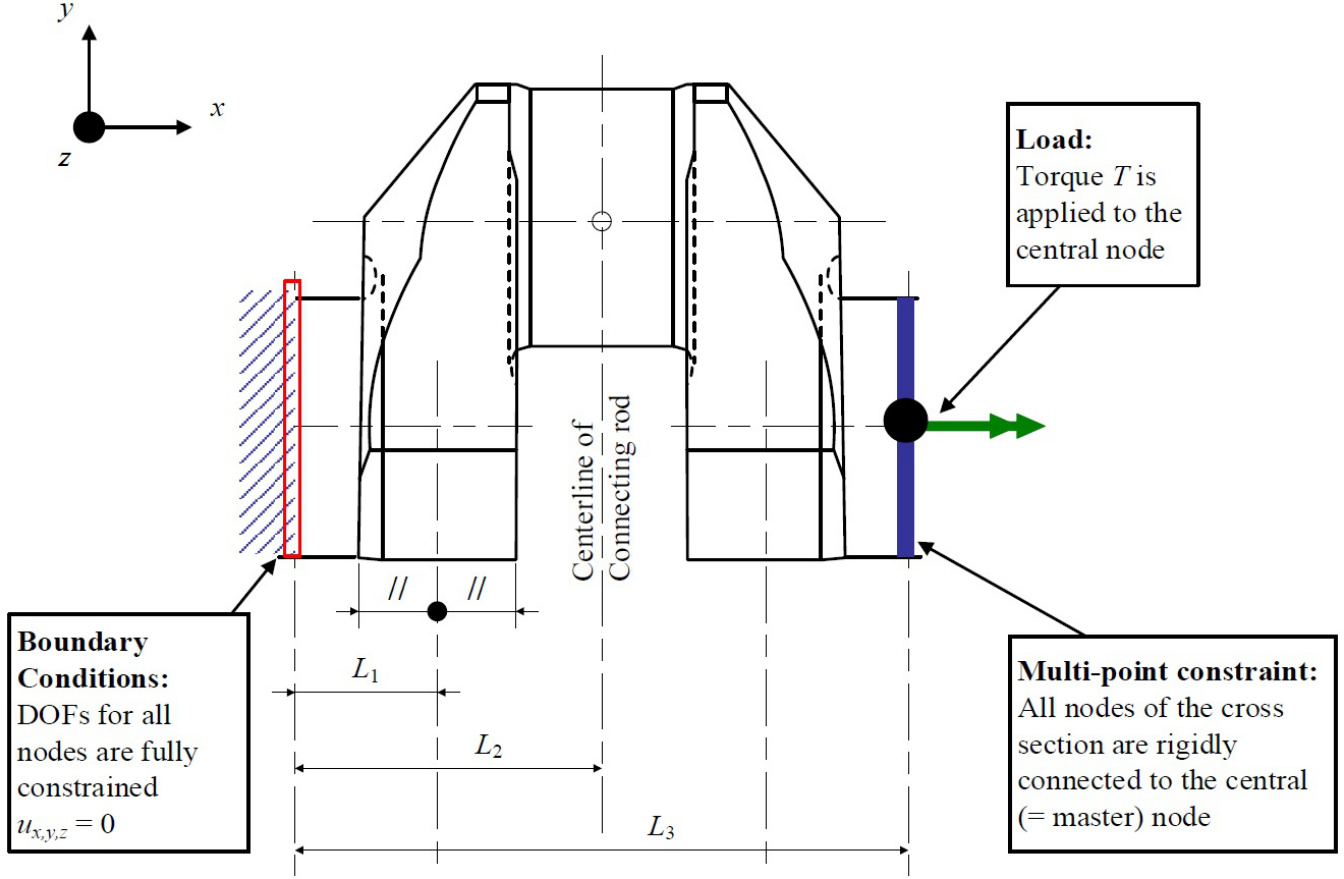 y
x
z
Load:
Torque T is
applied to the
central node
Centerline of
Connecting rod
//
//
Boundary
Conditions:
DOFs for all
nodes are fully
constrained
u_{x,y,z} = 0
L_1
L_2
L_3
Multi-point constraint:
All nodes of the cross
section are rigidly
connected to the central
(= master) node